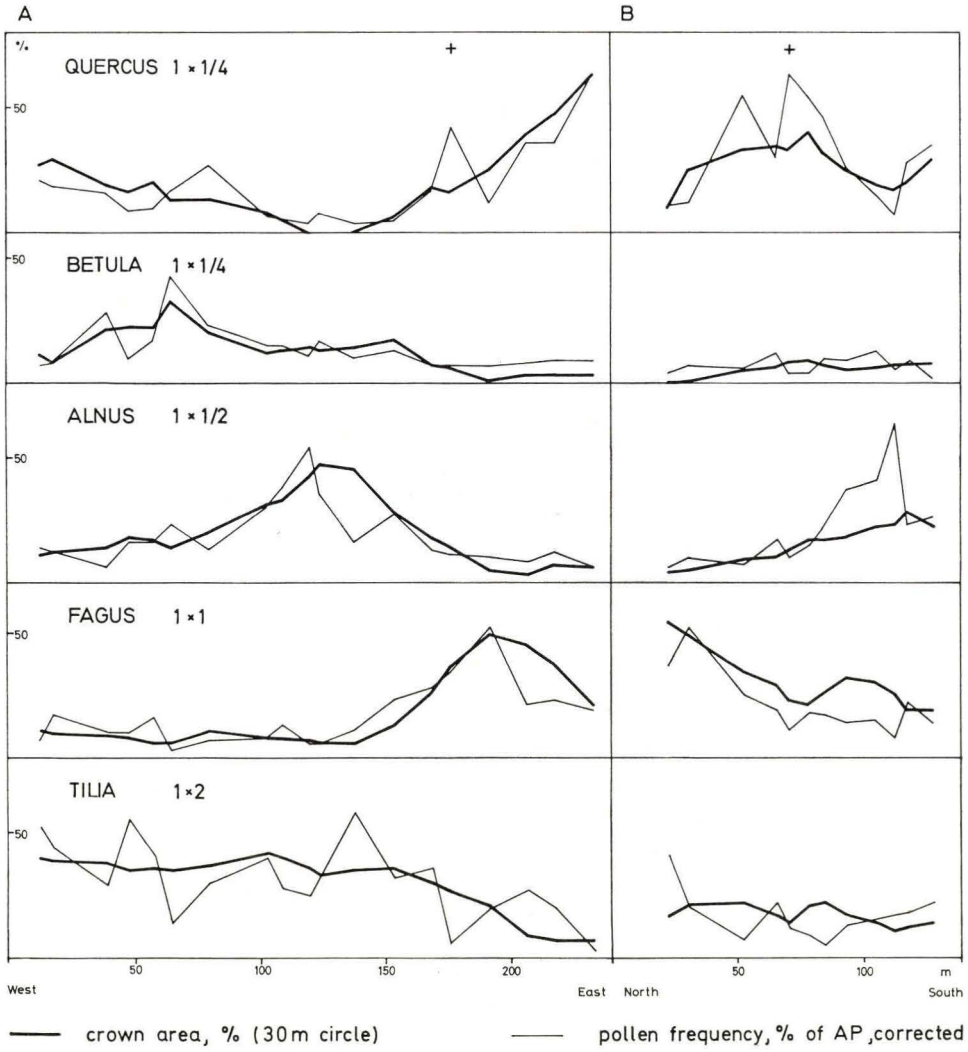 A B
%
+ +
QUERCUS 1 × 1/4
50
BETULA 1 × 1/4
50
ALNUS 1 × 1/2
50
FAGUS 1 × 1
50
TILIA 1 × 2
50
50 100 150 200 50 100 m
West East North South
crown area, % (30 m circle) pollen frequency, % of AP, corrected